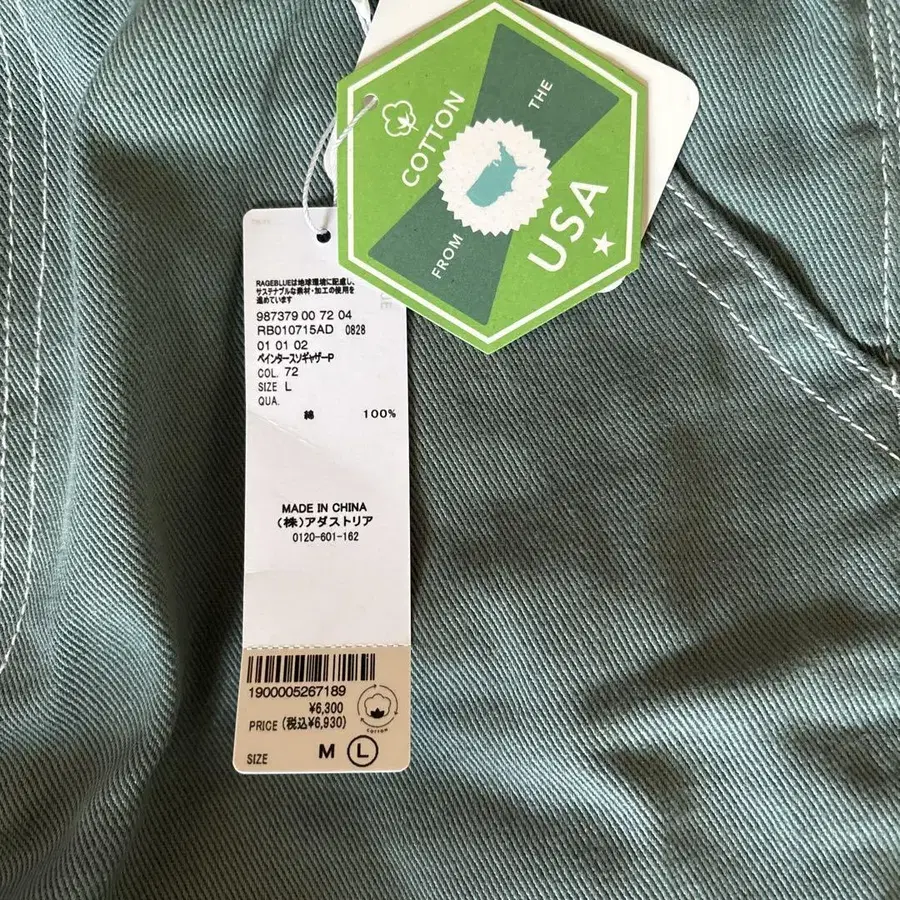 COTTON
FROM THE
USA
RAGEBLUEは地球環境に配慮し、
サステナブルな素材・加工の使用を
進めています
987379 00 72 04
RB010715AD 0828
01 01 02
ペインタースソギャザーP
COL. 72
SIZE L
QUA.
綿 100%
MADE IN CHINA
(株)アダストリア
0120-601-162
1900005267189
¥6,300
PRICE (税込¥6,930)
cotton
SIZE M L